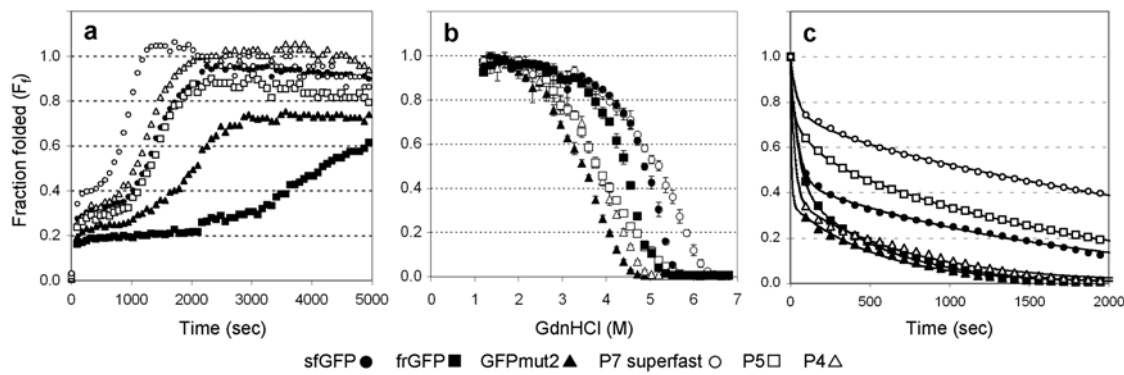 a
b
c
Fraction folded (Ff)
1.0
0.8
0.6
0.4
0.2
0
0 1000 2000 3000 4000 5000
Time (sec)
1.0
0.8
0.6
0.4
0.2
0.0
0 1 2 3 4 5 6 7
GdnHCl (M)
1.0
0.8
0.6
0.4
0.2
0.0
0 500 1000 1500 2000
Time (sec)
sfGFP ● frGFP ■ GFPmut2 ▲ P7 superfast ○ P5 □ P4 △